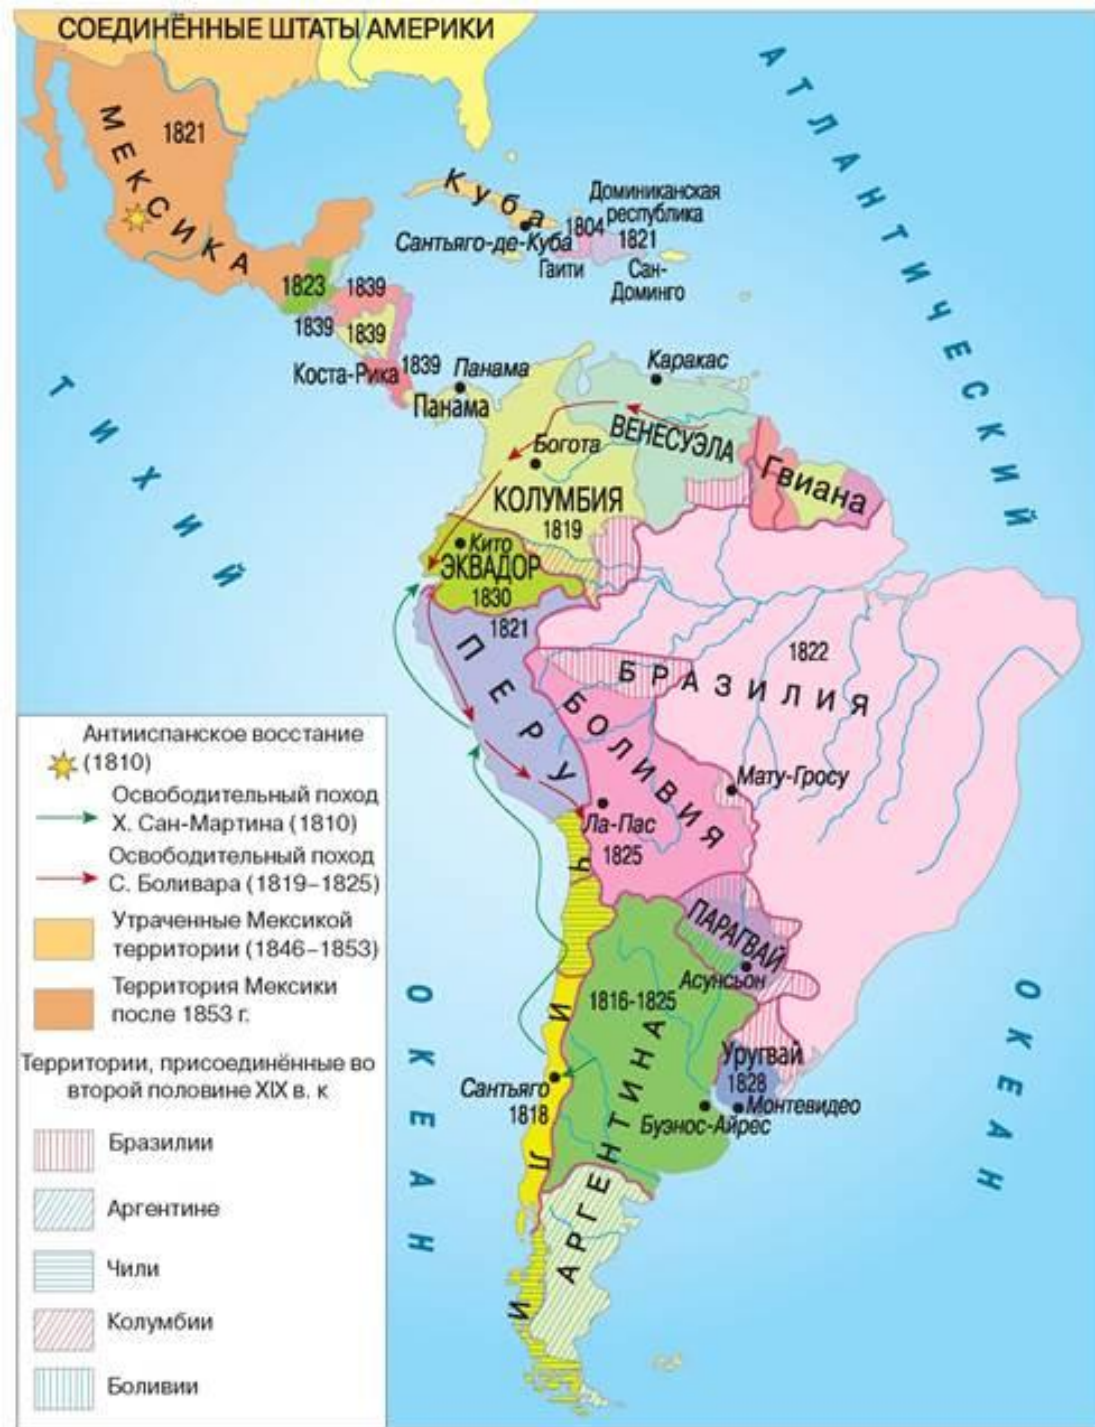 СОЕДИНЁННЫЕ ШТАТЫ АМЕРИКИ
АТЛАНТИЧЕСКИЙ
МЕКСИКА
1821
Куба
Доминиканская
республика
1804
1821
Сантьяго-де-Куба
Гаити
Сан-
Доминго
1823
1839
1839
1839
1839
Коста-Рика
Панама
Панама
Каракас
ТИХИЙ
ВЕНЕСУЭЛА
Богота
Гвиана
КОЛУМБИЯ
1819
Кито
ЭКВАДОР
1830
1821
ПЕРУ
1822
БРАЗИЛИЯ
БОЛИВИЯ
Мату-Гросу
Ла-Пас
1825
ПАРАГВАЙ
Асунсьон
1816-1825
ЧИЛИ
АРГЕНТИНА
Уругвай
1828
Сантьяго
1818
Монтевидео
Буэнос-Айрес
ОКЕАН
ОКЕАН
Антииспанское восстание
(1810)
Освободительный поход
Х. Сан-Мартина (1810)
Освободительный поход
С. Боливара (1819–1825)
Утраченные Мексикой
территории (1846–1853)
Территория Мексики
после 1853 г.
Территории, присоединённые во
второй половине XIX в. к
Бразилии
Аргентине
Чили
Колумбии
Боливии